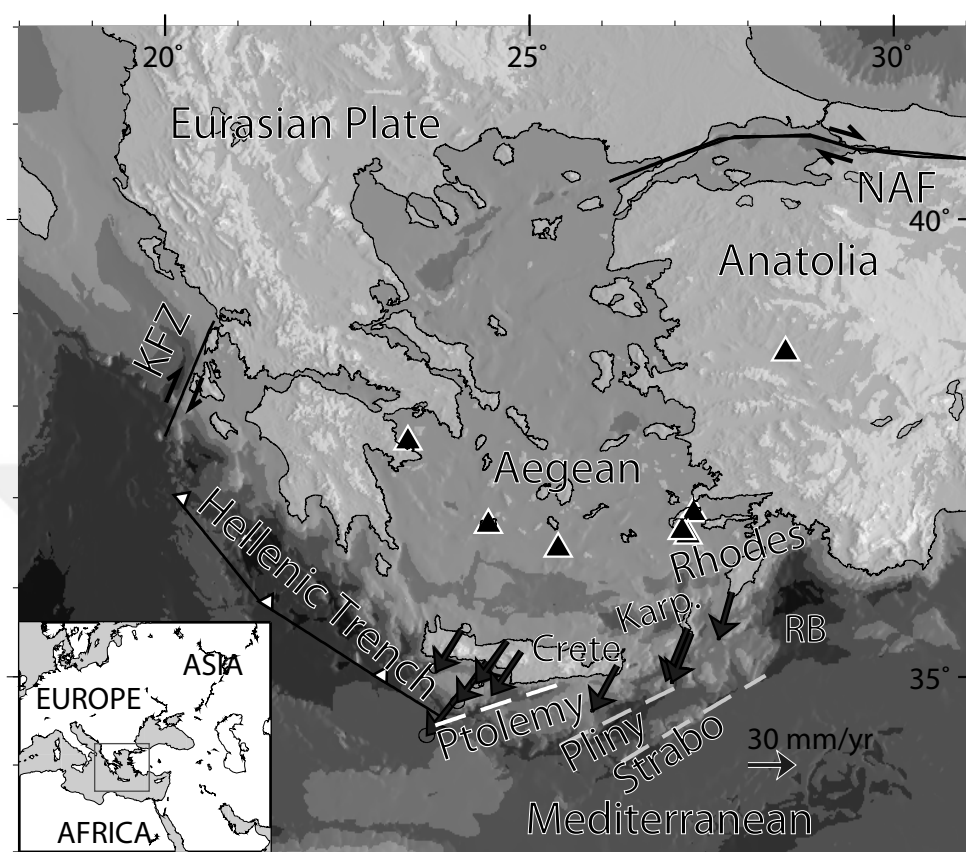 20˚
25˚
30˚
Eurasian Plate
NAF
40˚
Anatolia
KFZ
Aegean
Hellenic Trench
Rhodes
Karp.
RB
Crete
35˚
Ptolemy
Pliny
Strabo
30 mm/yr
Mediterranean
ASIA
EUROPE
AFRICA